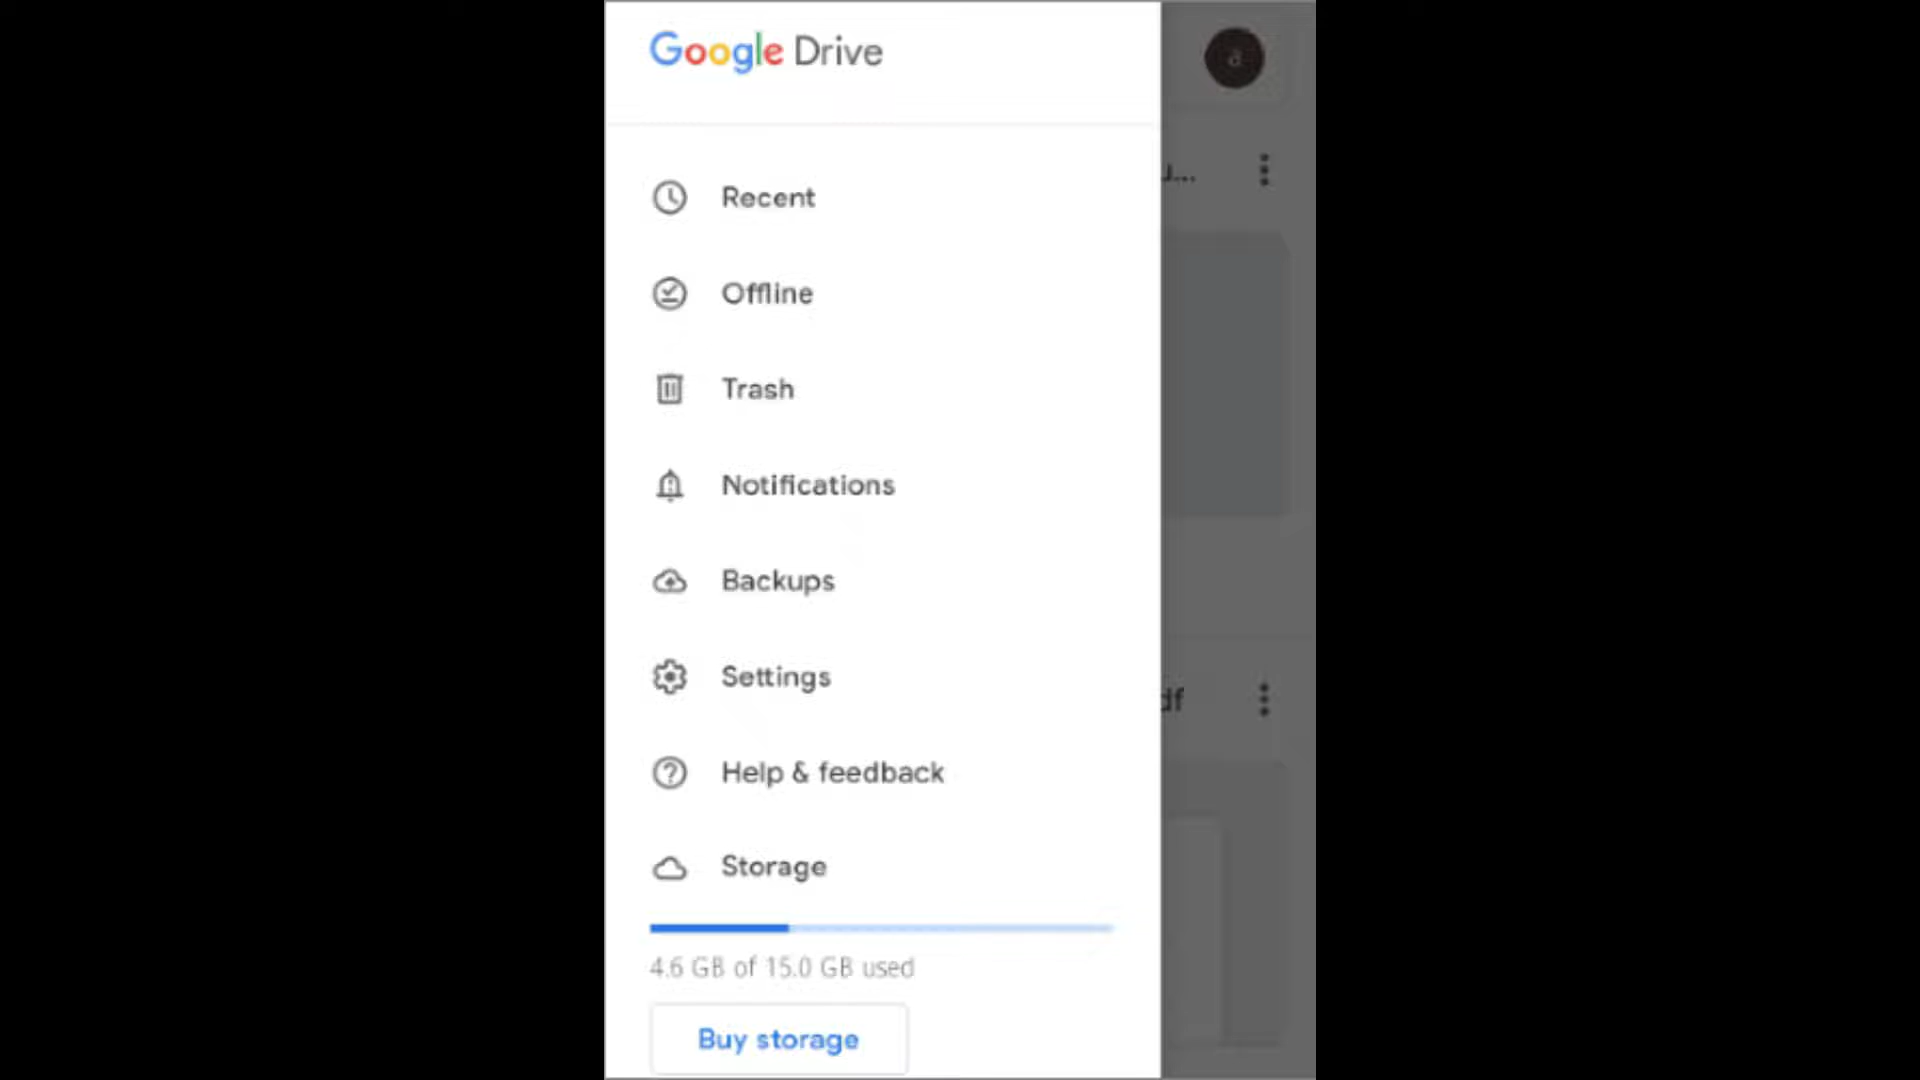 Google Drive
a
Recent
Offline
Trash
Notifications
Backups
Settings
df
Help & feedback
Storage
4.6 GB of 15.0 GB used
Buy storage